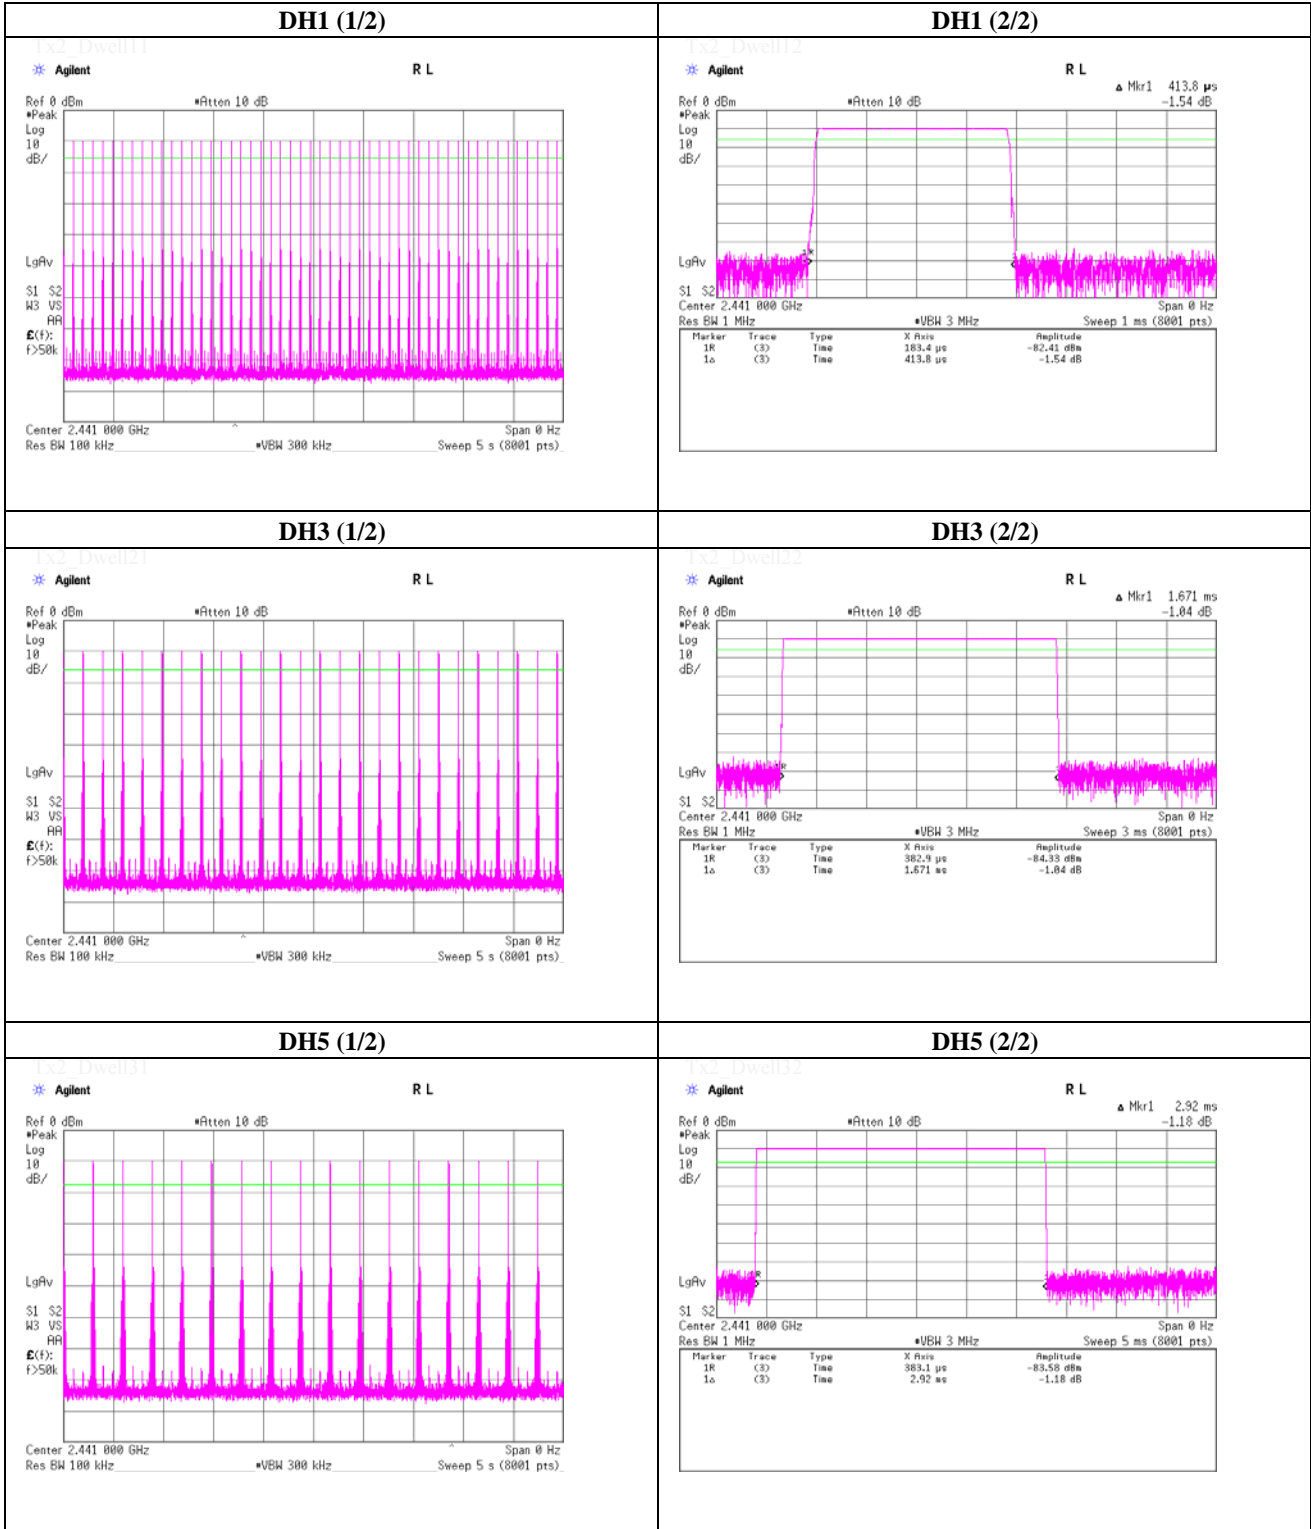 DH1 (1/2)
DH1 (2/2)
Tx2_Dwell11
Agilent
R L
Ref 0 dBm
#Atten 10 dB
#Peak
Log
10
dB/
LgAv
S1 S2
W3 VS
AA
£(f):
f>50k
Center 2.441 000 GHz
Span 0 Hz
Res BW 100 kHz
#VBW 300 kHz
Sweep 5 s (8001 pts)
Tx2_Dwell12
Agilent
R L
Δ Mkr1 413.8 µs
Ref 0 dBm
#Atten 10 dB
-1.54 dB
#Peak
Log
10
dB/
LgAv
S1 S2
Center 2.441 000 GHz
Span 0 Hz
Res BW 1 MHz
#VBW 3 MHz
Sweep 1 ms (8001 pts)
Marker Trace Type X Axis Amplitude
1R (3) Time 183.4 µs -82.41 dBm
1Δ (3) Time 413.8 µs -1.54 dB
DH3 (1/2)
DH3 (2/2)
Tx2_Dwell21
Agilent
R L
Ref 0 dBm
#Atten 10 dB
#Peak
Log
10
dB/
LgAv
S1 S2
W3 VS
AA
£(f):
f>50k
Center 2.441 000 GHz
Span 0 Hz
Res BW 100 kHz
#VBW 300 kHz
Sweep 5 s (8001 pts)
Tx2_Dwell22
Agilent
R L
Δ Mkr1 1.671 ms
Ref 0 dBm
#Atten 10 dB
-1.04 dB
#Peak
Log
10
dB/
LgAv
S1 S2
Center 2.441 000 GHz
Span 0 Hz
Res BW 1 MHz
#VBW 3 MHz
Sweep 3 ms (8001 pts)
Marker Trace Type X Axis Amplitude
1R (3) Time 382.9 µs -84.33 dBm
1Δ (3) Time 1.671 ms -1.04 dB
DH5 (1/2)
DH5 (2/2)
Tx2_Dwell31
Agilent
R L
Ref 0 dBm
#Atten 10 dB
#Peak
Log
10
dB/
LgAv
S1 S2
W3 VS
AA
£(f):
f>50k
Center 2.441 000 GHz
Span 0 Hz
Res BW 100 kHz
#VBW 300 kHz
Sweep 5 s (8001 pts)
Tx2_Dwell32
Agilent
R L
Δ Mkr1 2.92 ms
Ref 0 dBm
#Atten 10 dB
-1.18 dB
#Peak
Log
10
dB/
LgAv
S1 S2
Center 2.441 000 GHz
Span 0 Hz
Res BW 1 MHz
#VBW 3 MHz
Sweep 5 ms (8001 pts)
Marker Trace Type X Axis Amplitude
1R (3) Time 383.1 µs -83.58 dBm
1Δ (3) Time 2.92 ms -1.18 dB